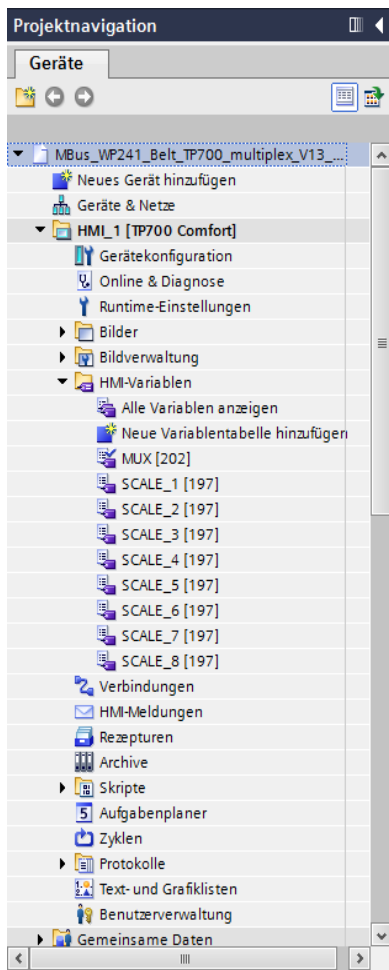 Projektnavigation
Geräte
MBus_WP241_Belt_TP700_multiplex_V13_...
Neues Gerät hinzufügen
Geräte & Netze
HMI_1 [TP700 Comfort]
Gerätekonfiguration
Online & Diagnose
Runtime-Einstellungen
Bilder
Bildverwaltung
HMI-Variablen
Alle Variablen anzeigen
Neue Variablentabelle hinzufügen
MUX [202]
SCALE_1 [197]
SCALE_2 [197]
SCALE_3 [197]
SCALE_4 [197]
SCALE_5 [197]
SCALE_6 [197]
SCALE_7 [197]
SCALE_8 [197]
Verbindungen
HMI-Meldungen
Rezepturen
Archive
Skripte
Aufgabenplaner
Zyklen
Protokolle
Text- und Grafiklisten
Benutzerverwaltung
Gemeinsame Daten